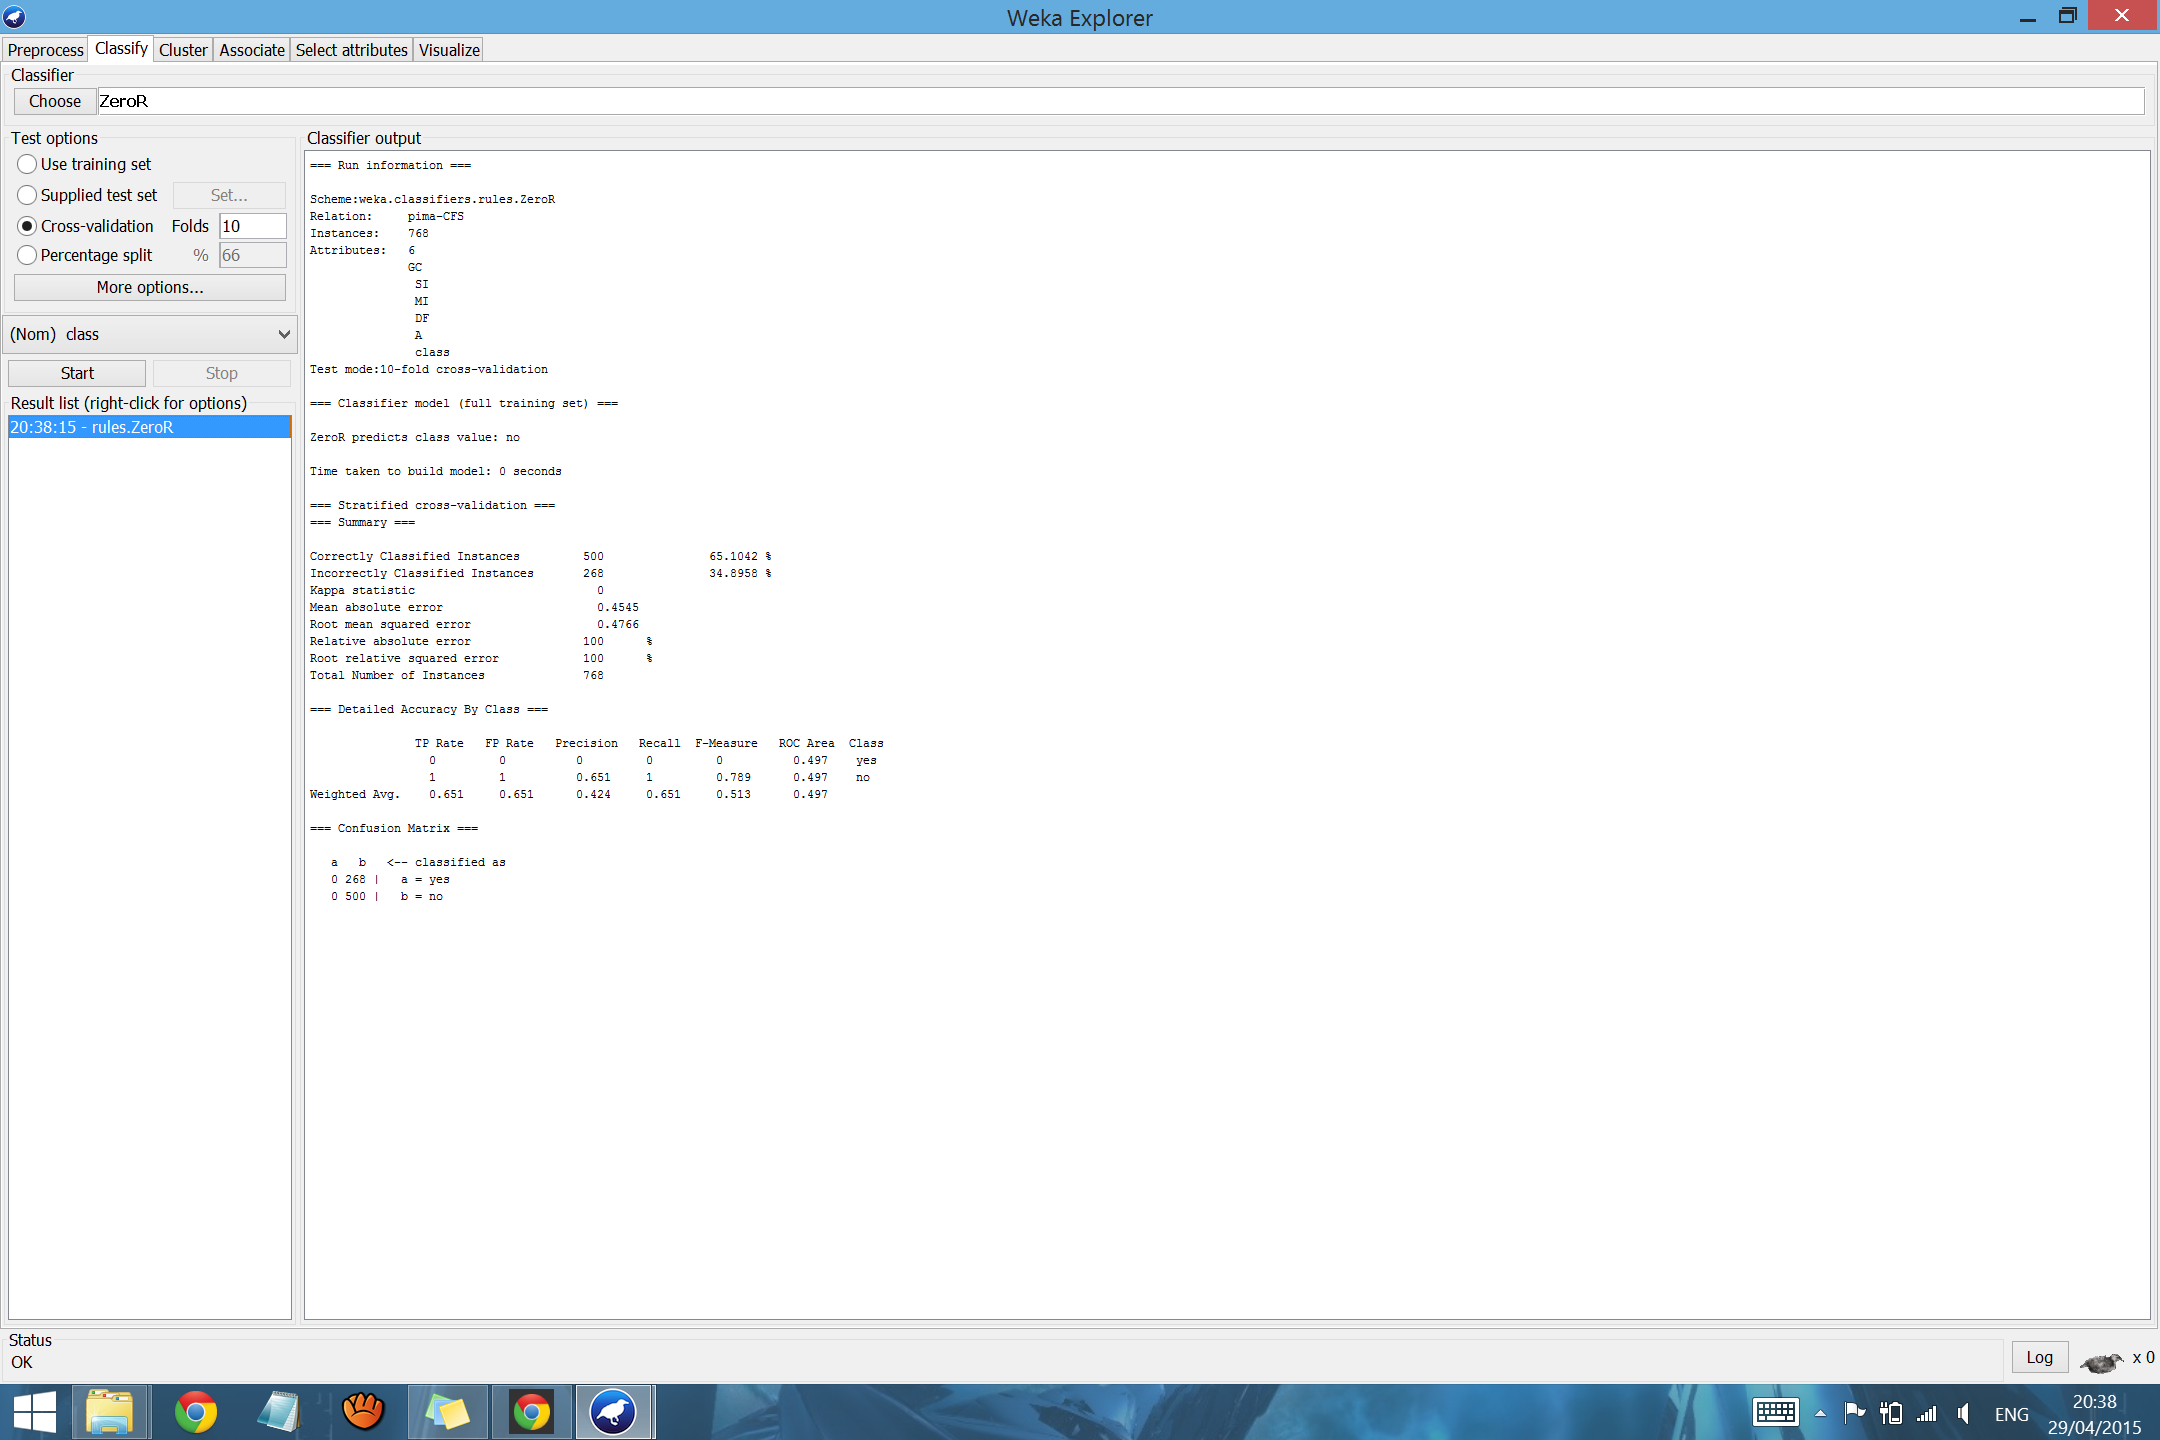 Weka Explorer
Preprocess Classify Cluster Associate Select attributes Visualize
Classifier
Choose ZeroR
Test options
Use training set
Supplied test set Set...
Cross-validation Folds 10
Percentage split % 66
More options...
(Nom) class
Start Stop
Result list (right-click for options)
20:38:15 - rules.ZeroR
Classifier output
=== Run information ===
Scheme:weka.classifiers.rules.ZeroR
Relation: pima-CFS
Instances: 768
Attributes: 6
GC
SI
MI
DF
A
class
Test mode:10-fold cross-validation
=== Classifier model (full training set) ===
ZeroR predicts class value: no
Time taken to build model: 0 seconds
=== Stratified cross-validation ===
=== Summary ===
Correctly Classified Instances 500 65.1042 %
Incorrectly Classified Instances 268 34.8958 %
Kappa statistic 0
Mean absolute error 0.4545
Root mean squared error 0.4766
Relative absolute error 100 %
Root relative squared error 100 %
Total Number of Instances 768
=== Detailed Accuracy By Class ===
TP Rate FP Rate Precision Recall F-Measure ROC Area Class
0 0 0 0 0 0.497 yes
1 1 0.651 1 0.789 0.497 no
Weighted Avg. 0.651 0.651 0.424 0.651 0.513 0.497
=== Confusion Matrix ===
a b <-- classified as
0 268 | a = yes
0 500 | b = no
Status
OK
Log x 0
ENG
20:38
29/04/2015